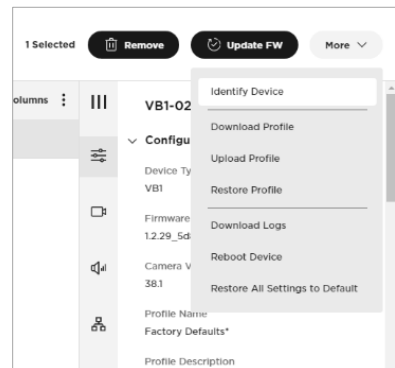 1 Selected
Remove
Update FW
More
olumns
VB1-02
Identify Device
Configu
Download Profile
Device Ty
VB1
Upload Profile
Restore Profile
Firmware
1.2.29_5d
Download Logs
Camera V
38.1
Reboot Device
Restore All Settings to Default
Profile Name
Factory Defaults*
Profile Description